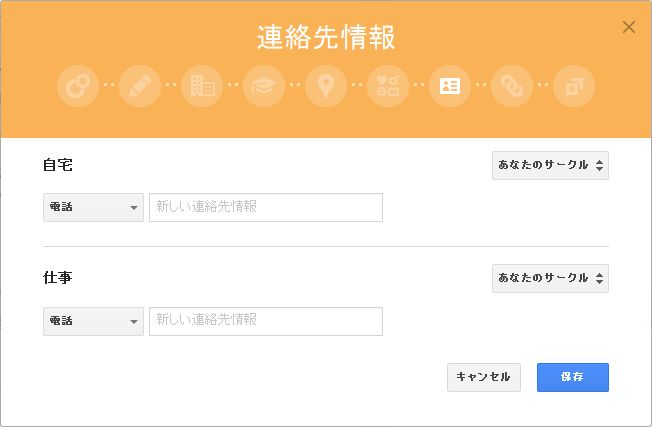 連絡先情報
自宅
あなたのサークル
電話
新しい連絡先情報
仕事
あなたのサークル
電話
新しい連絡先情報
キャンセル
保存